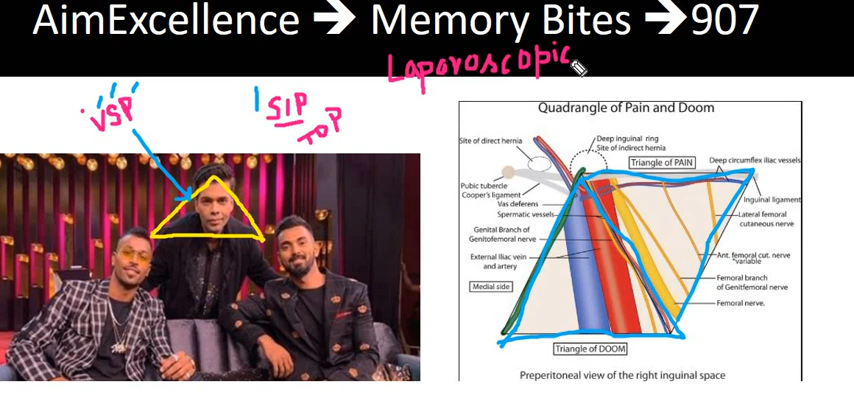 AimExcellence ➔ Memory Bites ➔ 907
Laparoscopic
VSP
SIP
TOP
Quadrangle of Pain and Doom
Site of direct hernia
Deep inguinal ring
Site of indirect hernia
Triangle of PAIN
Deep circumflex iliac vessels
Pubic tubercle
Cooper's ligament
Inguinal ligament
Vas deferens
Spermatic vessels
Lateral femoral
cutaneous nerve
Genital Branch of
Genitofemoral nerve
External Iliac vein
and artery
Ant. femoral cut. nerve
*variable
Medial side
Femoral branch
of Genitfemoral nerve
Femoral nerve.
Triangle of DOOM
Preperitoneal view of the right inguinal space